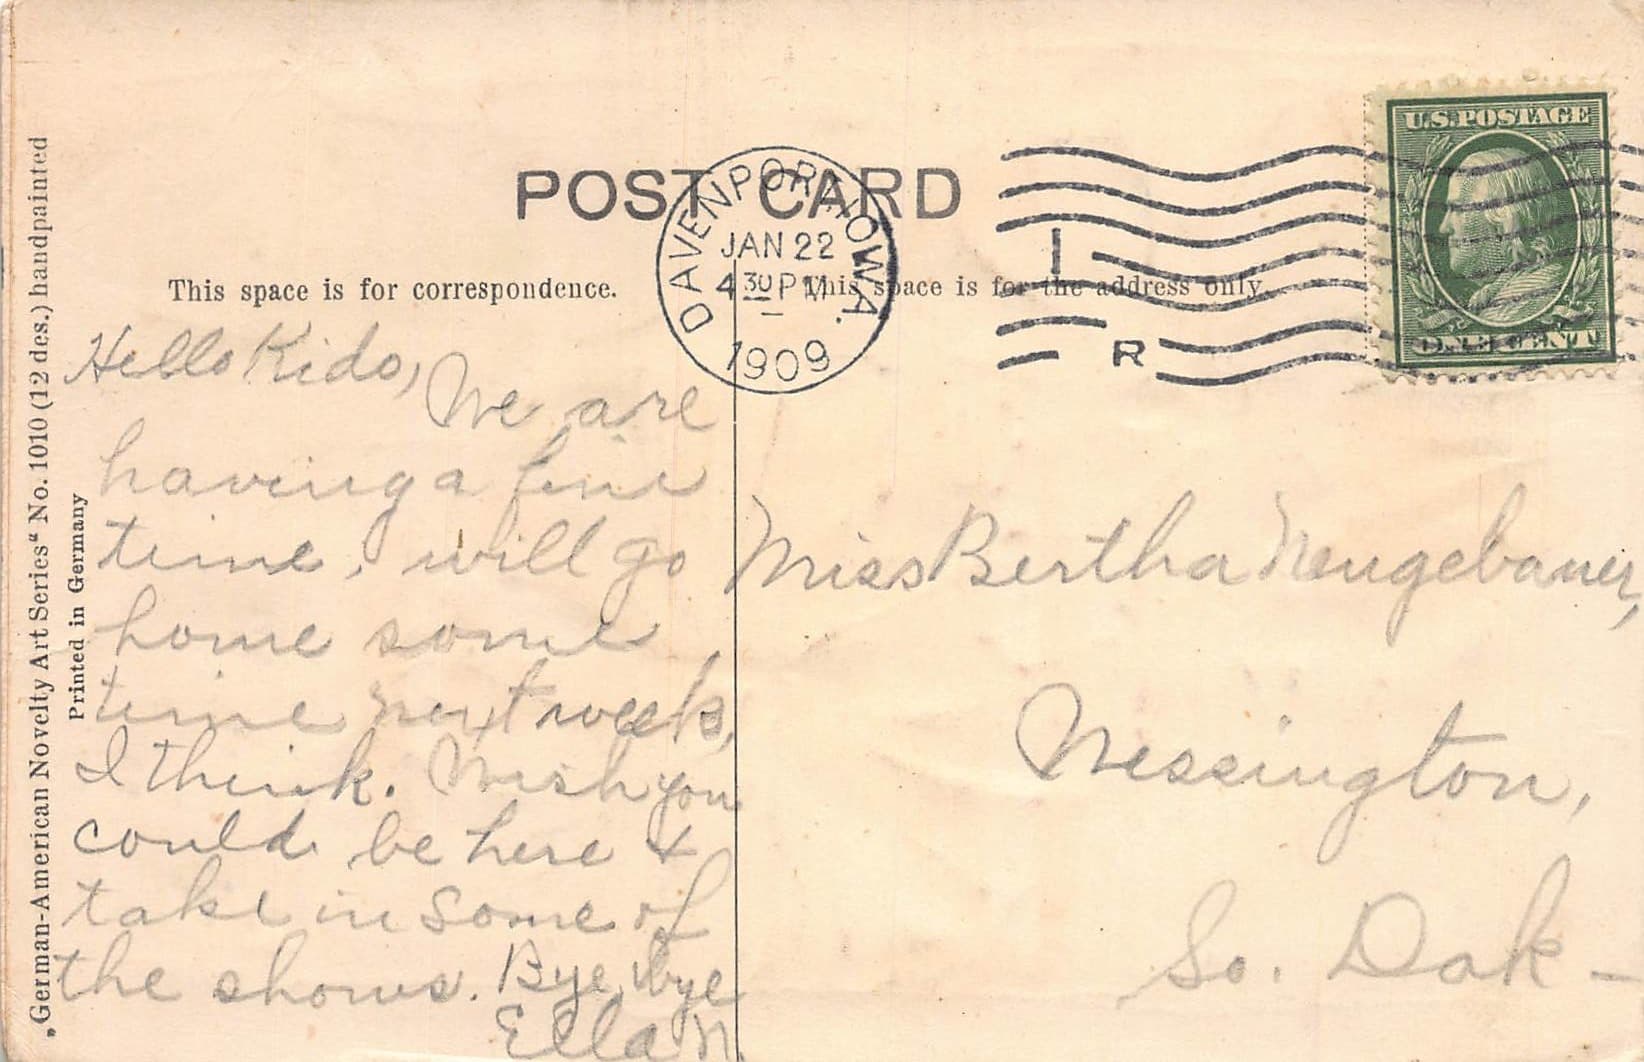 POST CARD
This space is for correspondence.
This space is for the address only.
DAVENPORT, IOWA.
JAN 22
4 30 PM
1909
I
R
U.S. POSTAGE
ONE CENT
Hello Kido,
We are
having a fine
time, will go
home some
time next week,
I think. Wish you
could be here &
take in some of
the shows. Bye bye
Ella N.
Miss Bertha Neugebauer,
Wessington,
So. Dak -
„German-American Novelty Art Series“ No. 1010 (12 des.) handpainted
Printed in Germany